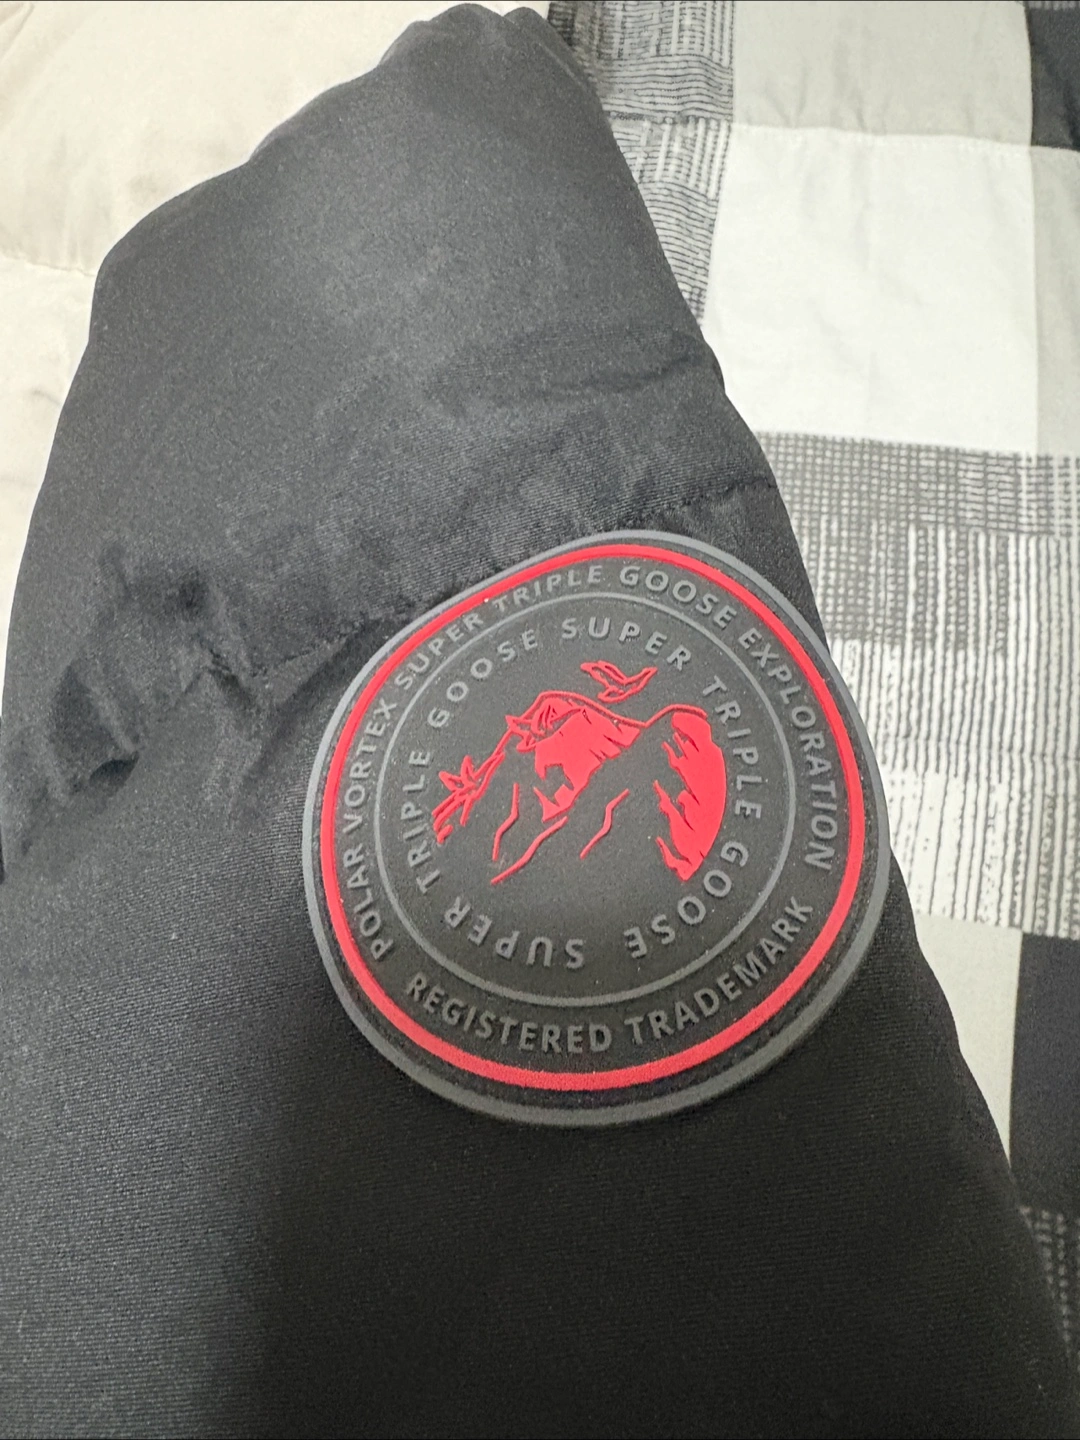 POLAR VORTEX SUPER TRIPLE GOOSE EXPLORATION
REGISTERED TRADEMARK
SUPER TRIPLE GOOSE SUPER TRIPLE GOOSE